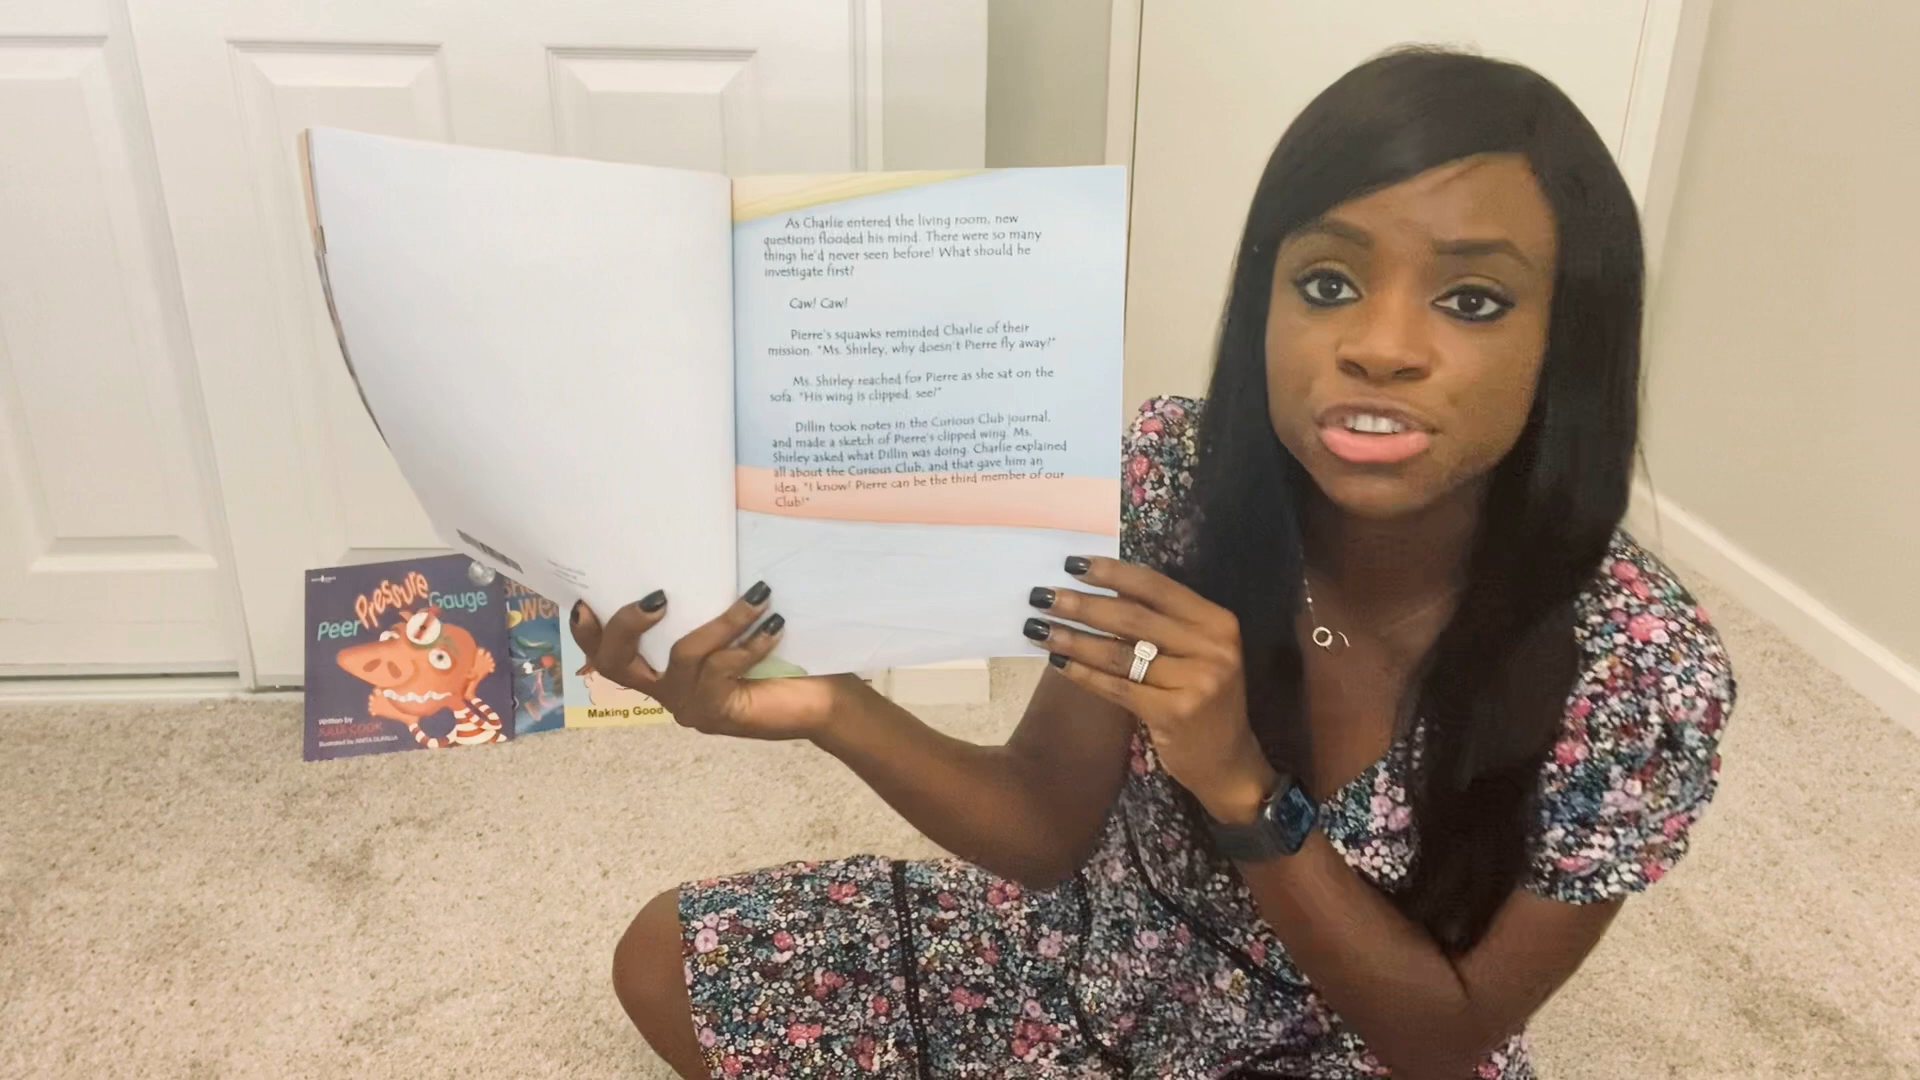 As Charlie entered the living room, new
questions flooded his mind. There were so many
things he'd never seen before! What should he
investigate first?
Caw! Caw!
Pierre's squawks reminded Charlie of their
mission. "Ms. Shirley, why doesn't Pierre fly away?"
Ms. Shirley reached for Pierre as she sat on the
sofa. "His wing is clipped, see?"
Dillin took notes in the Curious Club journal,
and made a sketch of Pierre's clipped wing. Ms.
Shirley asked what Dillin was doing. Charlie explained
all about the Curious Club, and that gave him an
idea. "I know! Pierre can be the third member of our
Club!"
Peer Pressure Gauge
Written by
JULIA COOK
Illustrated by
Making Good